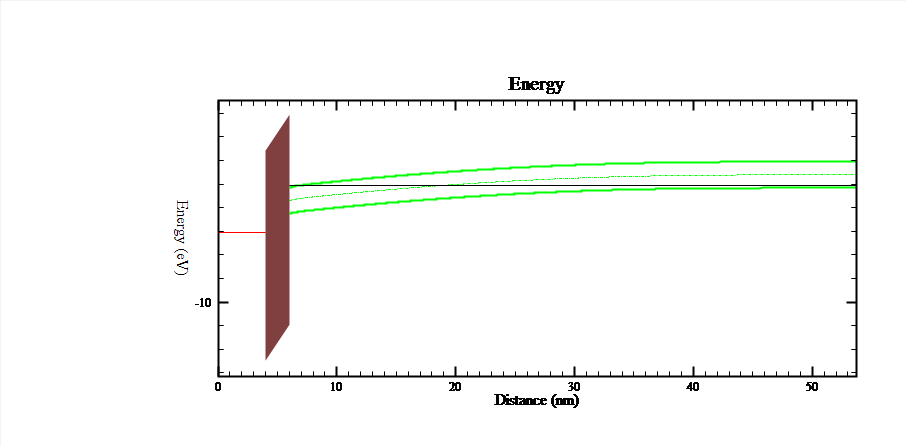 Energy
Energy (eV)
-10
0 10 20 30 40 50
Distance (nm)